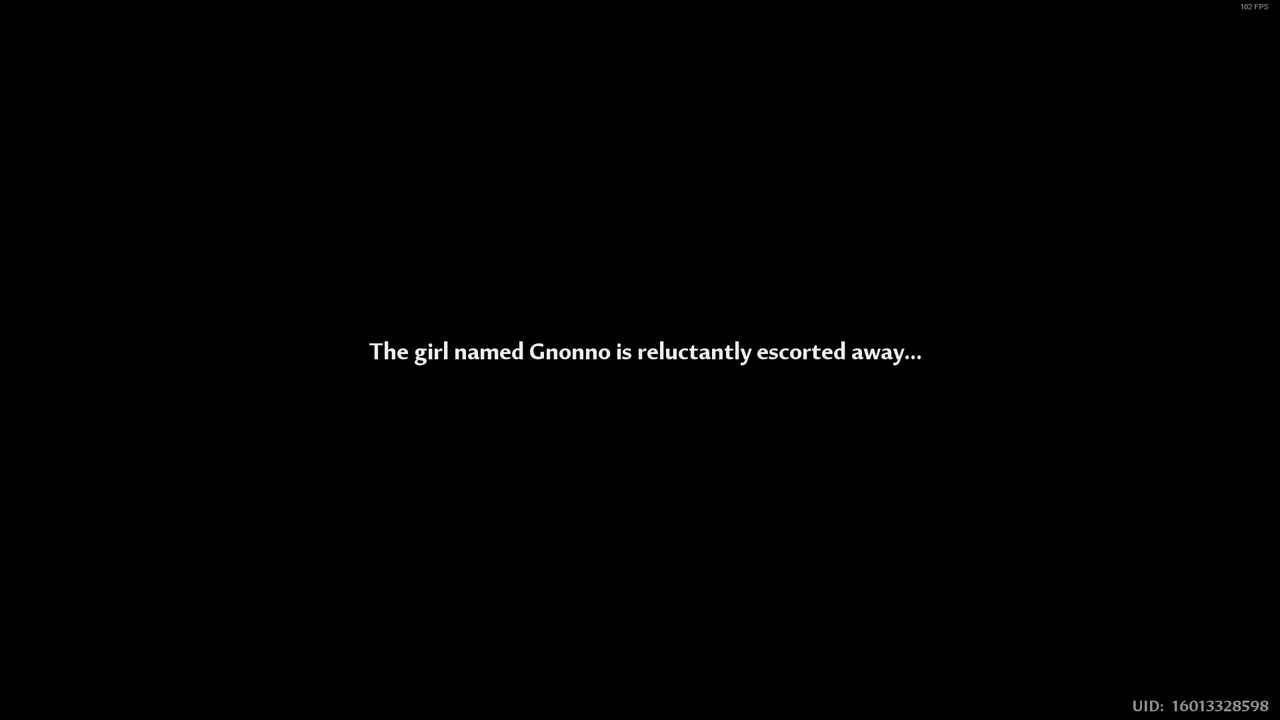 102 FPS
The girl named Gnonno is reluctantly escorted away...
UID: 16013328598